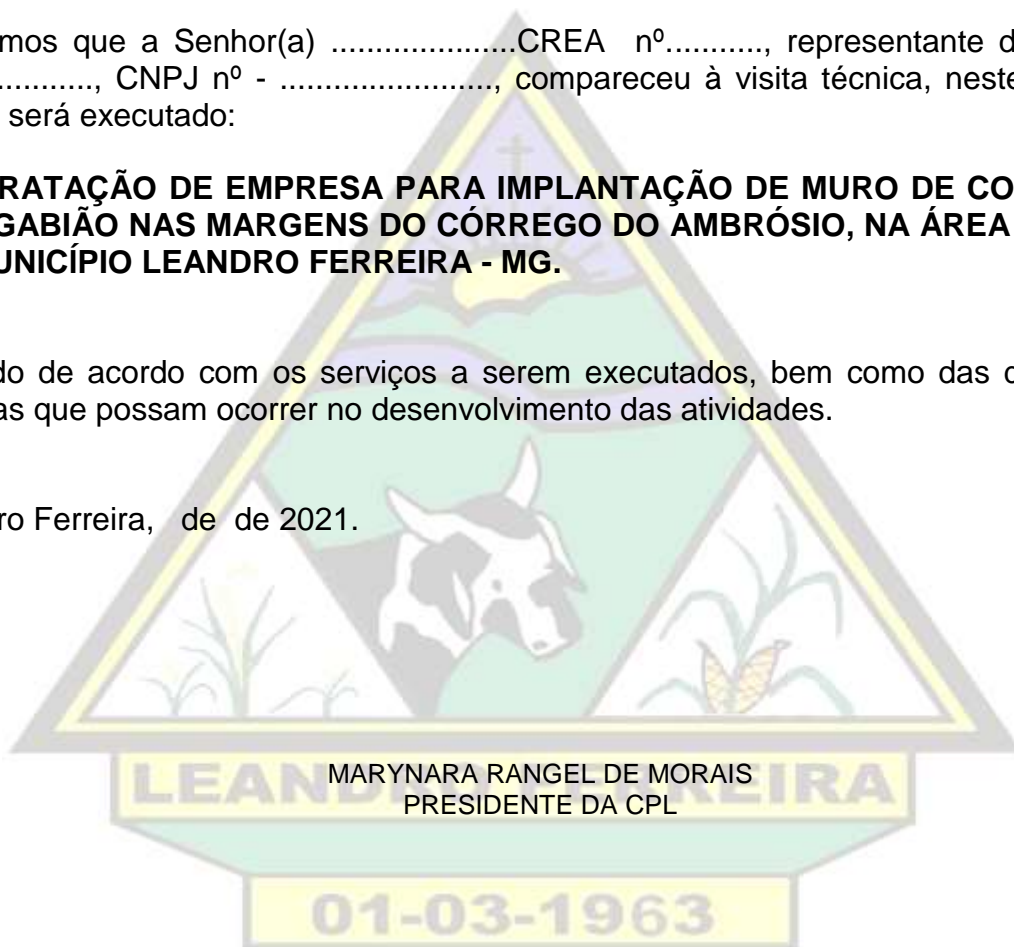 mos que a Senhor(a) .....................CREA nº..........., representante d
............, CNPJ nº - ........................, compareceu à visita técnica, neste
será executado:
RATAÇÃO DE EMPRESA PARA IMPLANTAÇÃO DE MURO DE CO
GABIÃO NAS MARGENS DO CÓRREGO DO AMBRÓSIO, NA ÁREA
UNICÍPIO LEANDRO FERREIRA - MG.
do de acordo com os serviços a serem executados, bem como das d
as que possam ocorrer no desenvolvimento das atividades.
ro Ferreira, de de 2021.
MARYNARA RANGEL DE MORAIS
PRESIDENTE DA CPL
LEANDRO FERREIRA
01-03-1963